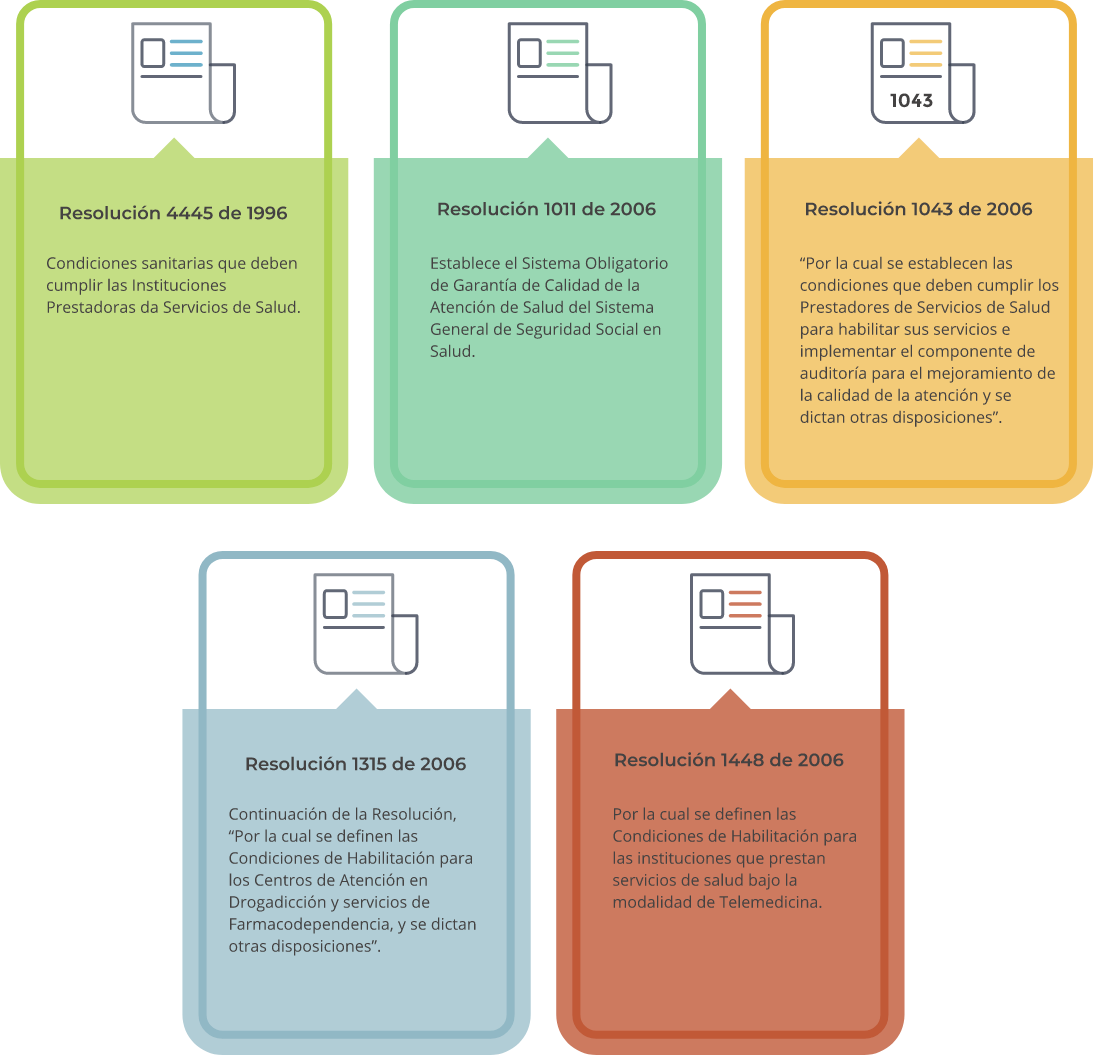 Resolución 4445 de 1996
Condiciones sanitarias que deben
cumplir las Instituciones
Prestadoras da Servicios de Salud.
Resolución 1011 de 2006
Establece el Sistema Obligatorio
de Garantía de Calidad de la
Atención de Salud del Sistema
General de Seguridad Social en
Salud.
1043
Resolución 1043 de 2006
“Por la cual se establecen las
condiciones que deben cumplir los
Prestadores de Servicios de Salud
para habilitar sus servicios e
implementar el componente de
auditoría para el mejoramiento de
la calidad de la atención y se
dictan otras disposiciones”.
Resolución 1315 de 2006
Continuación de la Resolución,
“Por la cual se definen las
Condiciones de Habilitación para
los Centros de Atención en
Drogadicción y servicios de
Farmacodependencia, y se dictan
otras disposiciones”.
Resolución 1448 de 2006
Por la cual se definen las
Condiciones de Habilitación para
las instituciones que prestan
servicios de salud bajo la
modalidad de Telemedicina.